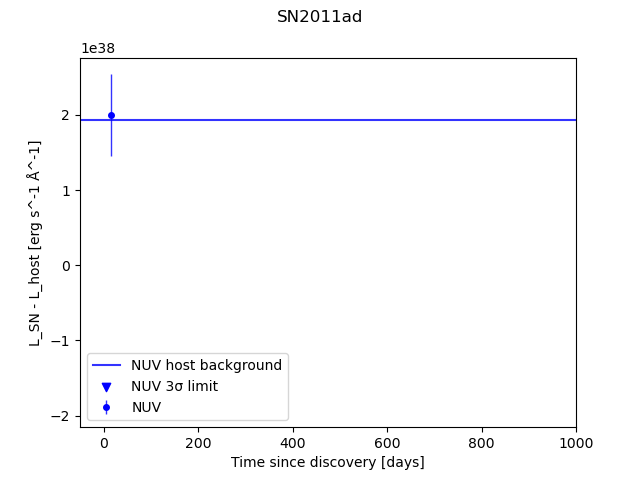 SN2011ad
1e38
2
1
0
−1
−2
L_SN - L_host [erg s^-1 Å^-1]
NUV host background
NUV 3σ limit
NUV
0 200 400 600 800 1000
Time since discovery [days]